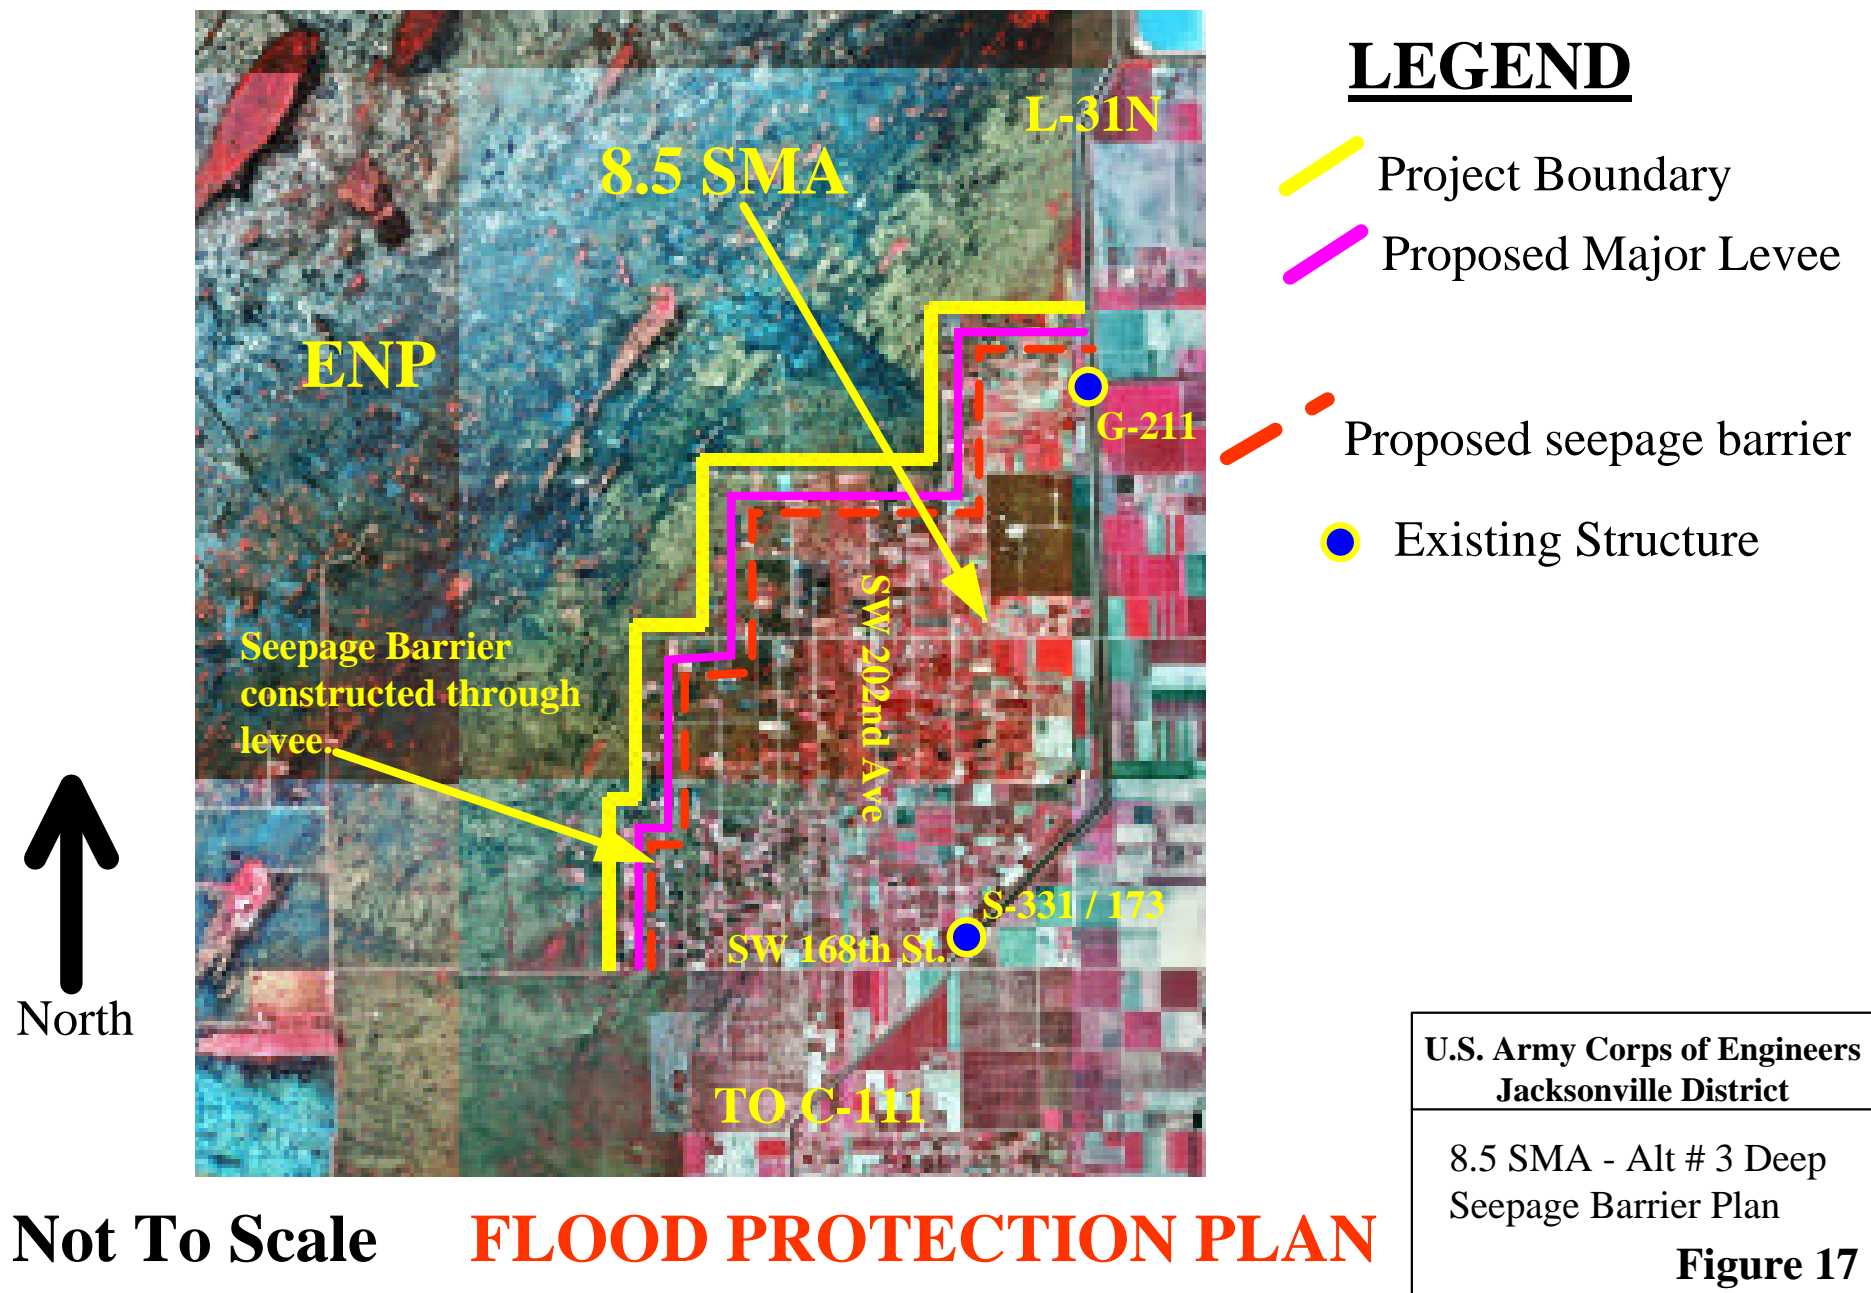 LEGEND
Project Boundary
Proposed Major Levee
Proposed seepage barrier
Existing Structure
L-31N
8.5 SMA
ENP
G-211
SW 202nd Ave
Seepage Barrier
constructed through
levee.
S-331 / 173
SW 168th St.
TO C-111
North
Not To Scale
FLOOD PROTECTION PLAN
U.S. Army Corps of Engineers
Jacksonville District
8.5 SMA - Alt # 3 Deep
Seepage Barrier Plan
Figure 17